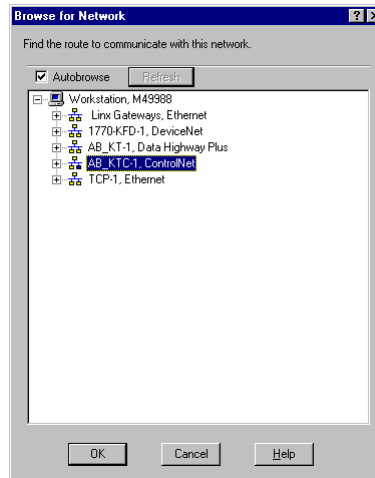 Browse for Network
Find the route to communicate with this network.
Autobrowse Refresh
Workstation, M49988
Linx Gateways, Ethernet
1770-KFD-1, DeviceNet
AB_KT-1, Data Highway Plus
AB_KTC-1, ControlNet
TCP-1, Ethernet
OK Cancel Help